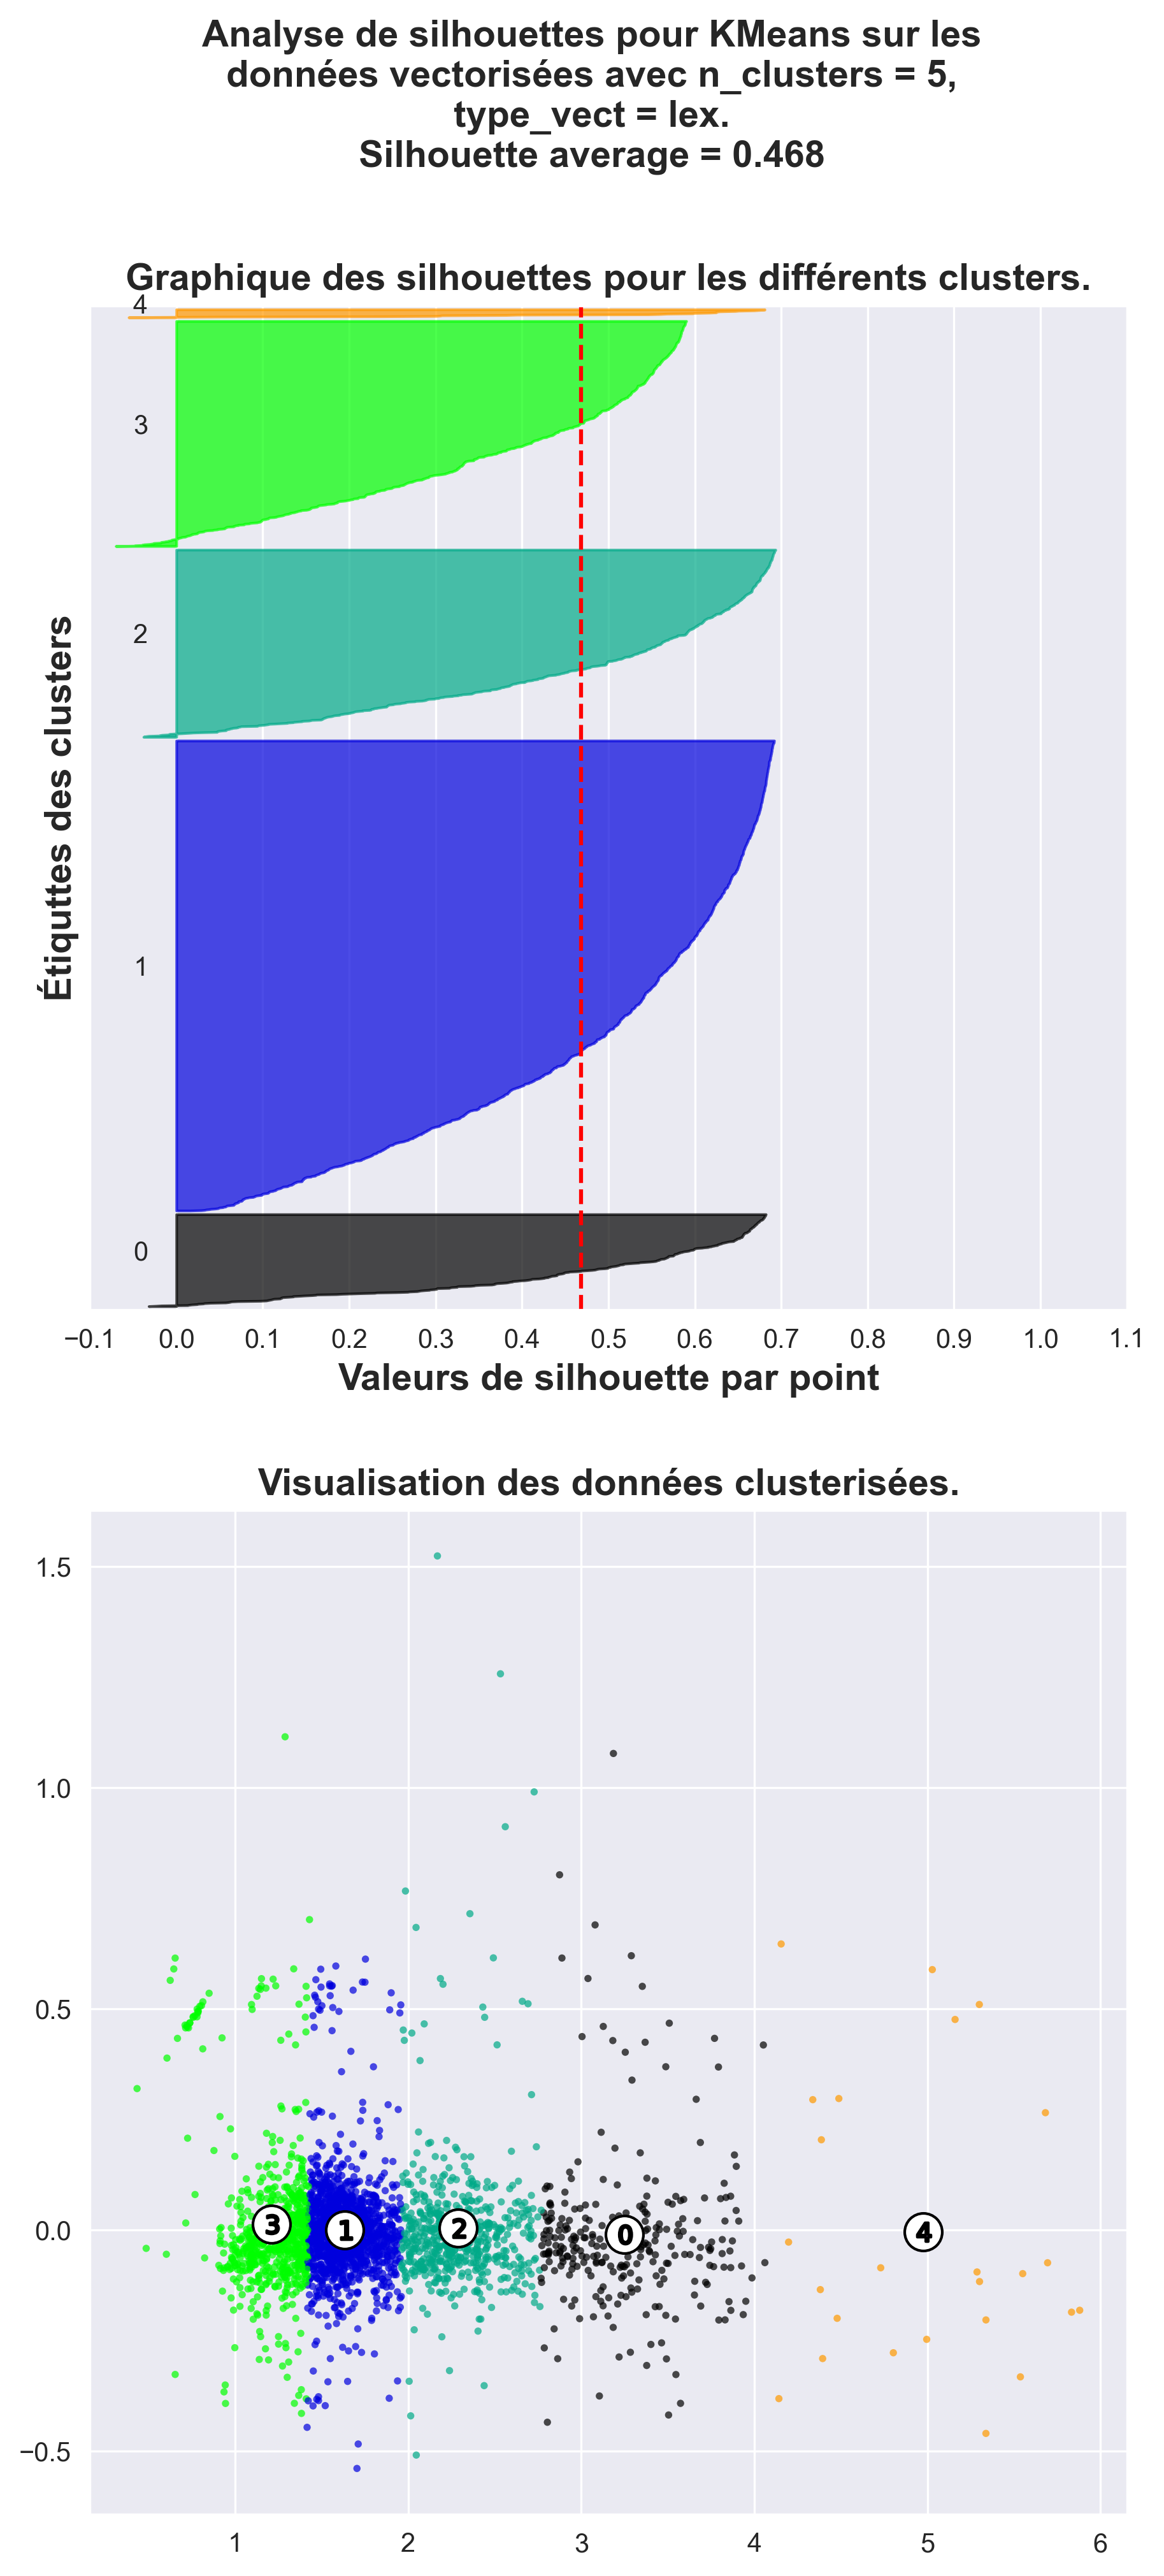 Analyse de silhouettes pour KMeans sur les
données vectorisées avec n_clusters = 5,
type_vect = lex.
Silhouette average = 0.468
Graphique des silhouettes pour les différents clusters.
4
3
2
1
0
Étiquttes des clusters
−0.1 0.0 0.1 0.2 0.3 0.4 0.5 0.6 0.7 0.8 0.9 1.0 1.1
Valeurs de silhouette par point
Visualisation des données clusterisées.
1.5
1.0
0.5
0.0
−0.5
3 1 2 0 4
1 2 3 4 5 6